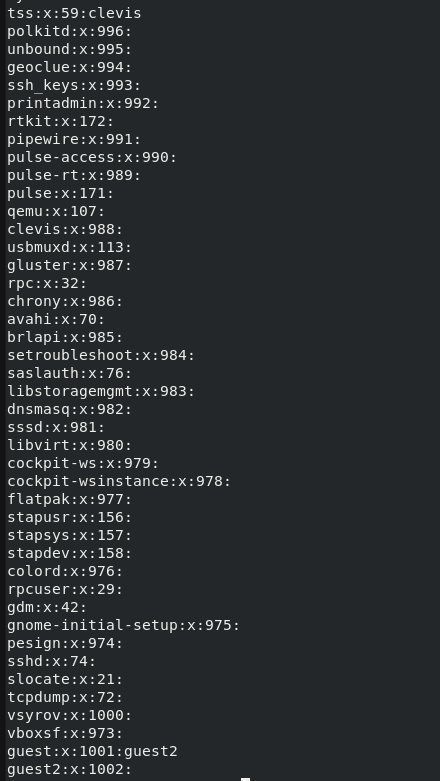 tss:x:59:clevis
polkitd:x:996:
unbound:x:995:
geoclue:x:994:
ssh_keys:x:993:
printadmin:x:992:
rtkit:x:172:
pipewire:x:991:
pulse-access:x:990:
pulse-rt:x:989:
pulse:x:171:
qemu:x:107:
clevis:x:988:
usbmuxd:x:113:
gluster:x:987:
rpc:x:32:
chrony:x:986:
avahi:x:70:
brlapi:x:985:
setroubleshoot:x:984:
saslauth:x:76:
libstoragemgmt:x:983:
dnsmasq:x:982:
sssd:x:981:
libvirt:x:980:
cockpit-ws:x:979:
cockpit-wsinstance:x:978:
flatpak:x:977:
stapusr:x:156:
stapsys:x:157:
stapdev:x:158:
colord:x:976:
rpcuser:x:29:
gdm:x:42:
gnome-initial-setup:x:975:
pesign:x:974:
sshd:x:74:
slocate:x:21:
tcpdump:x:72:
vsyrov:x:1000:
vboxsf:x:973:
guest:x:1001:guest2
guest2:x:1002: